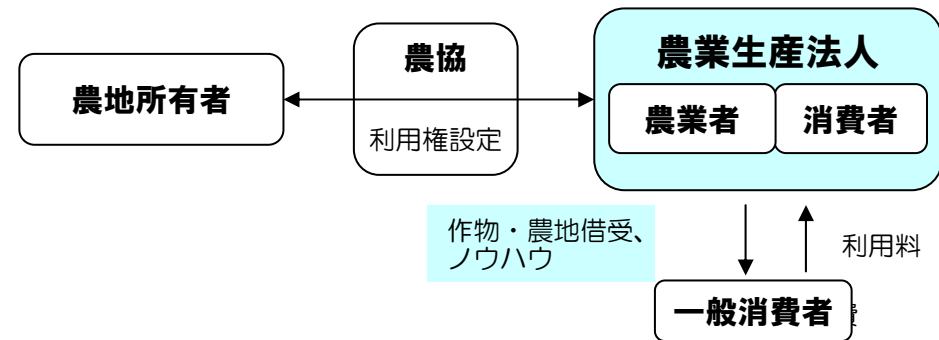 農協
農業生産法人
農地所有者
農業者
消費者
利用権設定
作物・農地借受、
ノウハウ
利用料
一般消費者